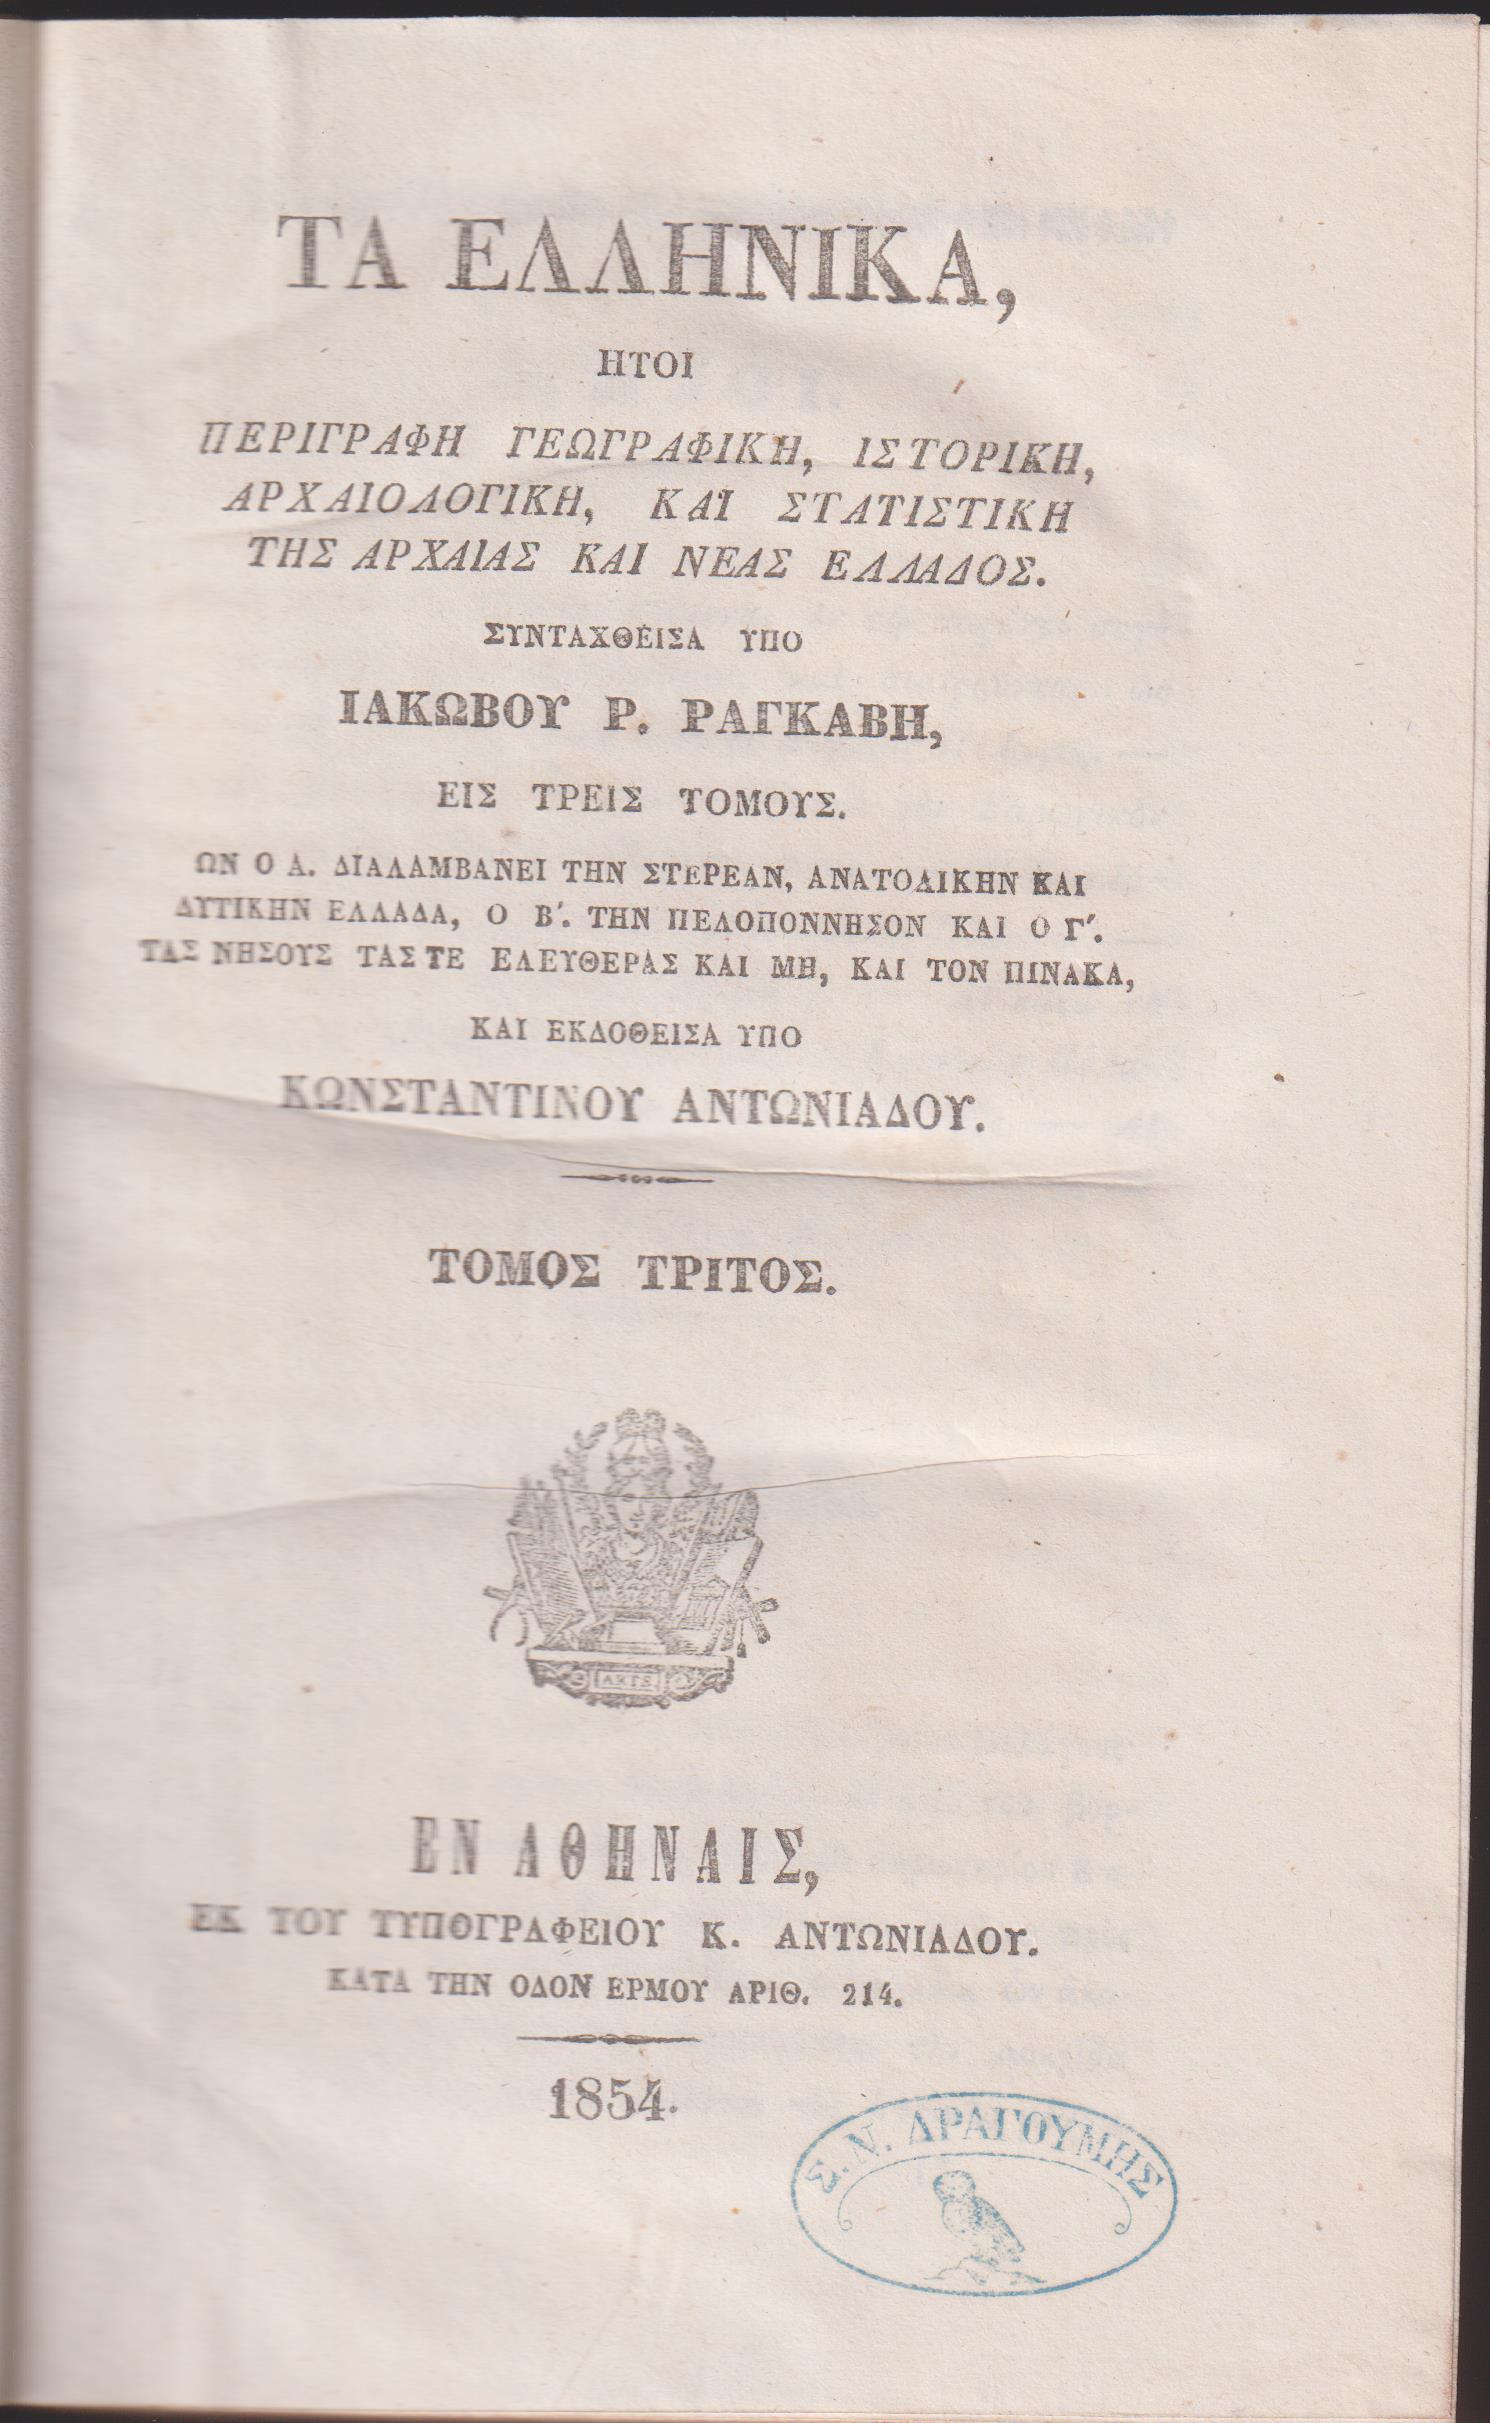 ΤΑ ΕΛΛΗΝΙΚΑ,
ΗΤΟΙ
ΠΕΡΙΓΡΑΦΗ ΓΕΩΓΡΑΦΙΚΗ, ΙΣΤΟΡΙΚΗ,
ΑΡΧΑΙΟΛΟΓΙΚΗ, ΚΑΙ ΣΤΑΤΙΣΤΙΚΗ
ΤΗΣ ΑΡΧΑΙΑΣ ΚΑΙ ΝΕΑΣ ΕΛΛΑΔΟΣ.
ΣΥΝΤΑΧΘΕΙΣΑ ΥΠΟ
ΙΑΚΩΒΟΥ Ρ. ΡΑΓΚΑΒΗ,
ΕΙΣ ΤΡΕΙΣ ΤΟΜΟΥΣ.
ΩΝ Ο Α. ΔΙΑΛΑΜΒΑΝΕΙ ΤΗΝ ΣΤΕΡΕΑΝ, ΑΝΑΤΟΛΙΚΗΝ ΚΑΙ
ΔΥΤΙΚΗΝ ΕΛΛΑΔΑ, Ο Β΄. ΤΗΝ ΠΕΛΟΠΟΝΝΗΣΟΝ ΚΑΙ Ο Γ΄.
ΤΑΣ ΝΗΣΟΥΣ ΤΑΣ ΤΕ ΕΛΕΥΘΕΡΑΣ ΚΑΙ ΜΗ, ΚΑΙ ΤΟΝ ΠΙΝΑΚΑ,
ΚΑΙ ΕΚΔΟΘΕΙΣΑ ΥΠΟ
ΚΩΝΣΤΑΝΤΙΝΟΥ ΑΝΤΩΝΙΑΔΟΥ.
ΤΟΜΟΣ ΤΡΙΤΟΣ.
ARTS
ΕΝ ΑΘΗΝΑΙΣ,
ΕΚ ΤΟΥ ΤΥΠΟΓΡΑΦΕΙΟΥ Κ. ΑΝΤΩΝΙΑΔΟΥ.
ΚΑΤΑ ΤΗΝ ΟΔΟΝ ΕΡΜΟΥ ΑΡΙΘ. 214.
1854.
Σ. Ν. ΔΡΑΓΟΥΜΗΣ